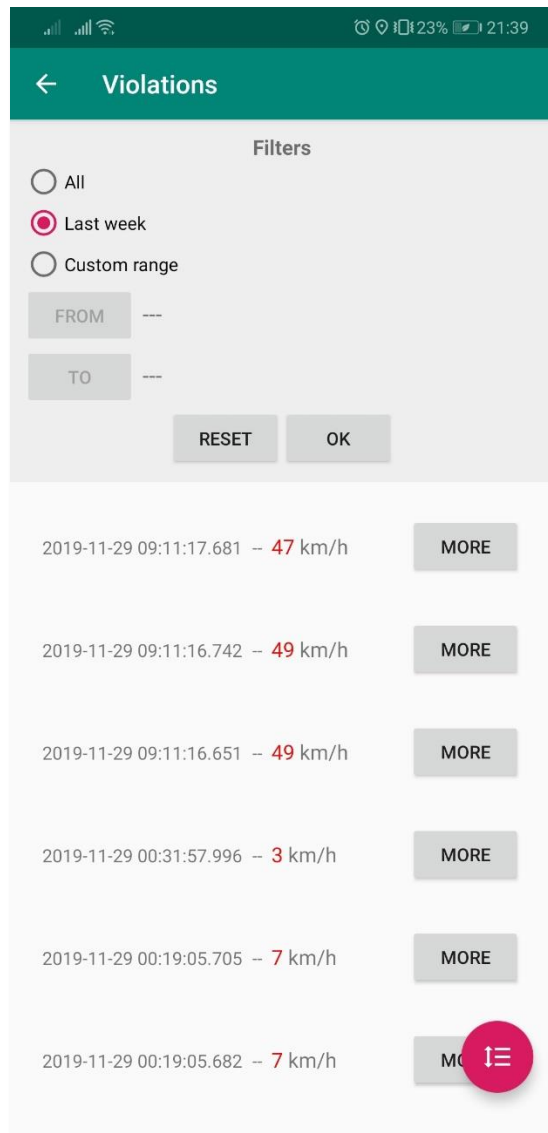 23% 21:39
Violations
Filters
All
Last week
Custom range
FROM ---
TO ---
RESET OK
2019-11-29 09:11:17.681 -- 47 km/h MORE
2019-11-29 09:11:16.742 -- 49 km/h MORE
2019-11-29 09:11:16.651 -- 49 km/h MORE
2019-11-29 00:31:57.996 -- 3 km/h MORE
2019-11-29 00:19:05.705 -- 7 km/h MORE
2019-11-29 00:19:05.682 -- 7 km/h